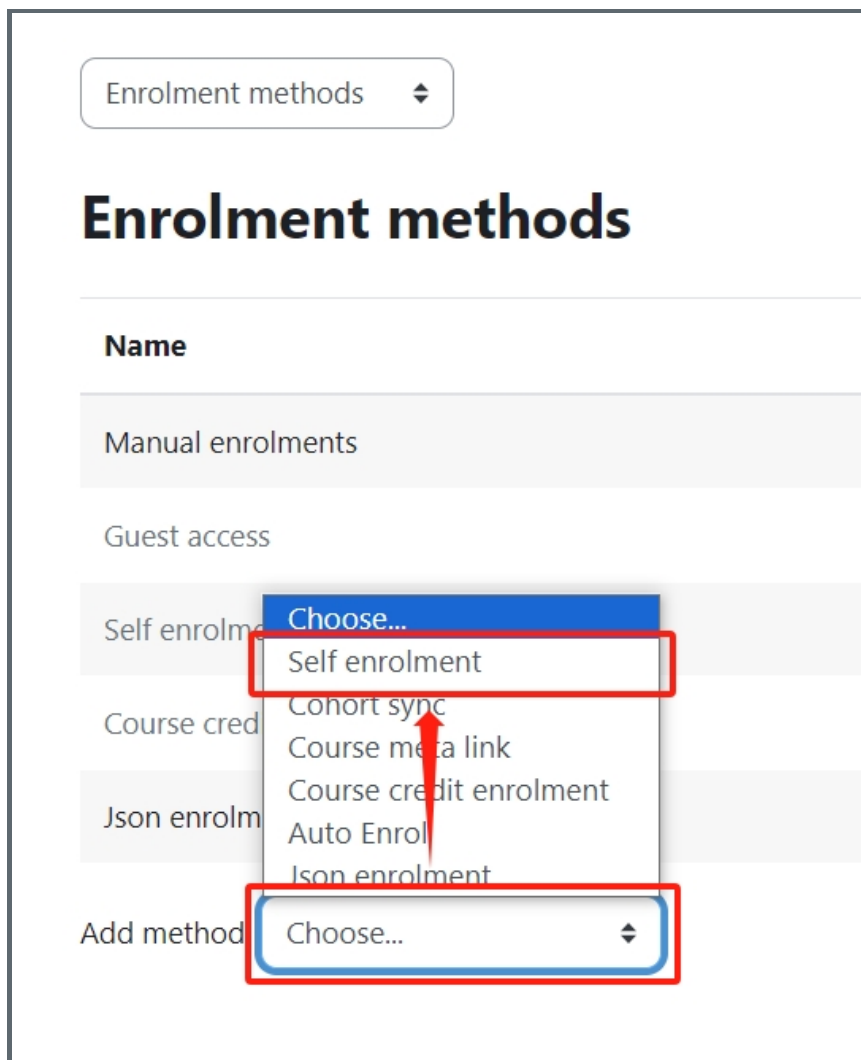 Enrolment methods
Enrolment methods
Name
Manual enrolments
Guest access
Self enrolme
Choose...
Self enrolment
Cohort sync
Course cred
Course meta link
Course credit enrolment
Json enrolm
Auto Enrol
Json enrolment
Add method
Choose...